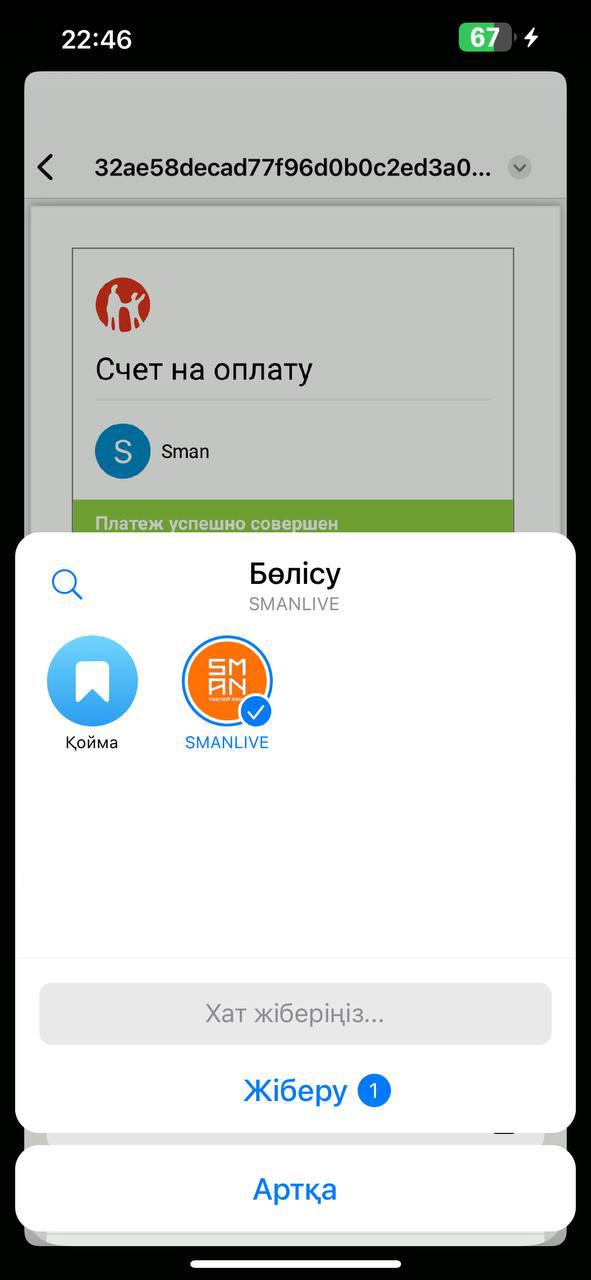 22:46
67
32ae58decad77f96d0b0c2ed3a0...
Счет на оплату
S
Sman
Платеж успешно совершен
Бөлісу
SMANLIVE
SM
AN
Қойма
SMANLIVE
Хат жіберіңіз...
Жіберу 1
Артқа